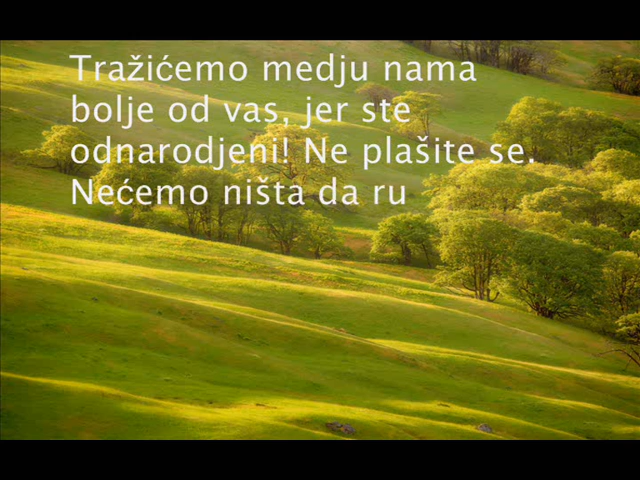 Tražićemo medju nama
bolje od vas, jer ste
odnarodjeni! Ne plašite se.
Nećemo ništa da ru